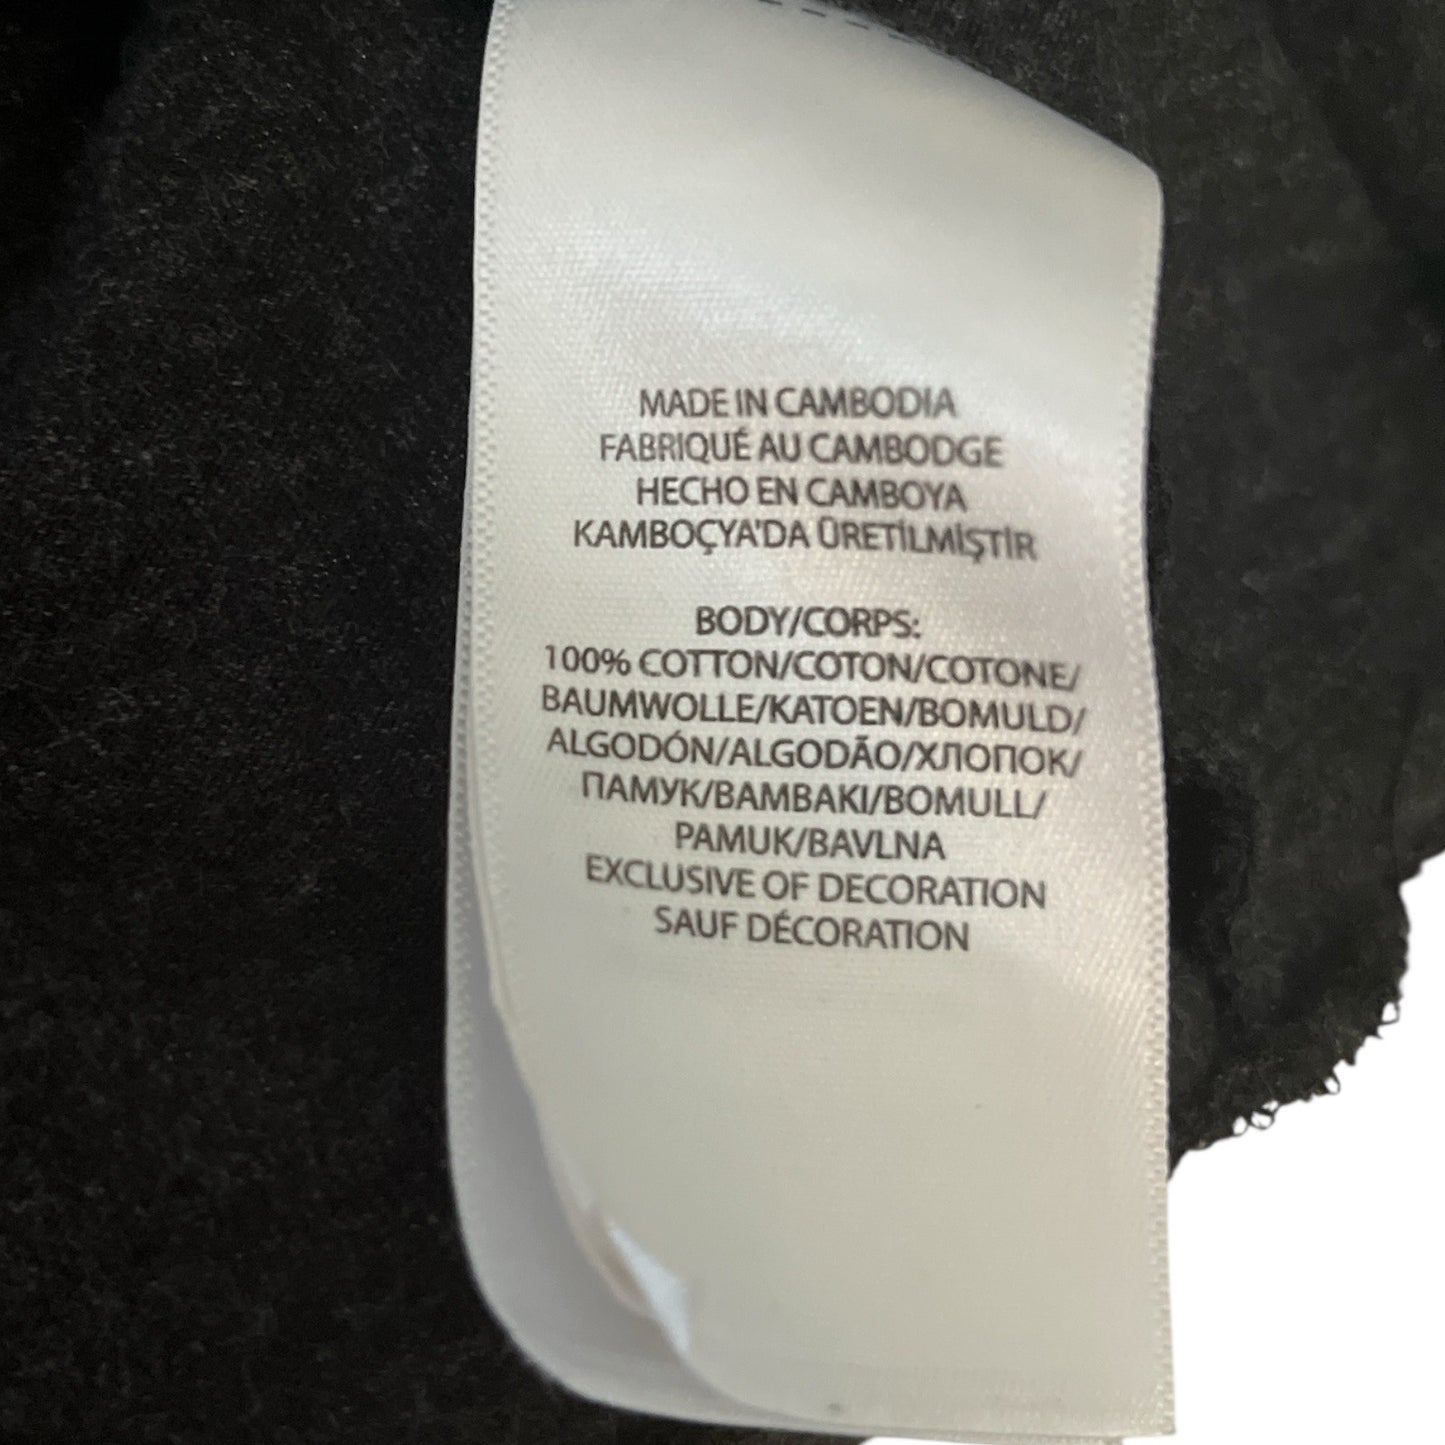 MADE IN CAMBODIA
FABRIQUÉ AU CAMBODGE
HECHO EN CAMBOYA
KAMBOÇYA'DA ÜRETİLMİŞTİR
BODY/CORPS:
100% COTTON/COTON/COTONE/
BAUMWOLLE/KATOEN/BOMULD/
ALGODÓN/ALGODÃO/ХЛОПОК/
ПАМУК/BAMBAKI/BOMULL/
PAMUK/BAVLNA
EXCLUSIVE OF DECORATION
SAUF DÉCORATION